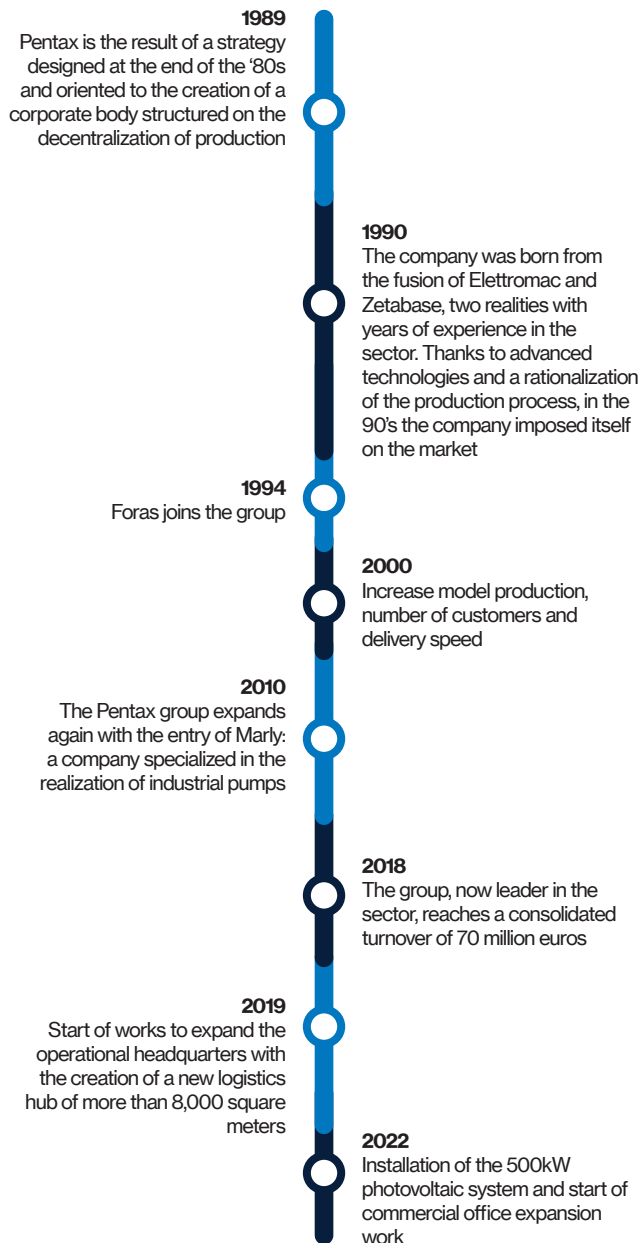 1989
Pentax is the result of a strategy
designed at the end of the ‘80s
and oriented to the creation of a
corporate body structured on the
decentralization of production
1990
The company was born from
the fusion of Elettromac and
Zetabase, two realities with
years of experience in the
sector. Thanks to advanced
technologies and a rationalization
of the production process, in the
90’s the company imposed itself
on the market
1994
Foras joins the group
2000
Increase model production,
number of customers and
delivery speed
2010
The Pentax group expands
again with the entry of Marly:
a company specialized in the
realization of industrial pumps
2018
The group, now leader in the
sector, reaches a consolidated
turnover of 70 million euros
2019
Start of works to expand the
operational headquarters with
the creation of a new logistics
hub of more than 8,000 square
meters
2022
Installation of the 500kW
photovoltaic system and start of
commercial office expansion
work